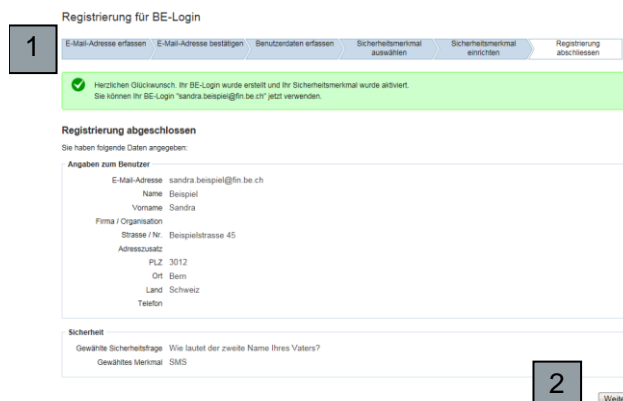 Registrierung für BE-Login
1
E-Mail-Adresse erfassen E-Mail-Adresse bestätigen Benutzerdaten erfassen Sicherheitsmerkmal auswählen Sicherheitsmerkmal einrichten Registrierung abschliessen
Herzlichen Glückwunsch. Ihr BE-Login wurde erstellt und Ihr Sicherheitsmerkmal wurde aktiviert.
Sie können Ihr BE-Login "sandra.beispiel@fin.be.ch" jetzt verwenden.
Registrierung abgeschlossen
Sie haben folgende Daten angegeben:
Angaben zum Benutzer
E-Mail-Adresse sandra.beispiel@fin.be.ch
Name Beispiel
Vorname Sandra
Firma / Organisation
Strasse / Nr. Beispielstrasse 45
Adresszusatz
PLZ 3012
Ort Bern
Land Schweiz
Telefon
Sicherheit
Gewählte Sicherheitsfrage Wie lautet der zweite Name Ihres Vaters?
Gewähltes Merkmal SMS
2
Weite